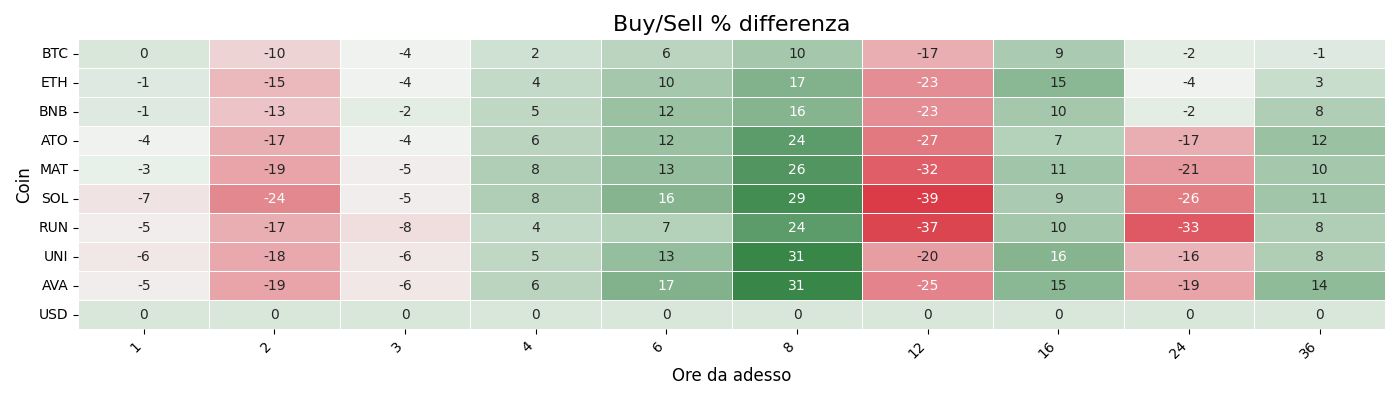 Buy/Sell % differenza
Coin
BTC 0 -10 -4 2 6 10 -17 9 -2 -1
ETH -1 -15 -4 4 10 17 -23 15 -4 3
BNB -1 -13 -2 5 12 16 -23 10 -2 8
ATO -4 -17 -4 6 12 24 -27 7 -17 12
MAT -3 -19 -5 8 13 26 -32 11 -21 10
SOL -7 -24 -5 8 16 29 -39 9 -26 11
RUN -5 -17 -8 4 7 24 -37 10 -33 8
UNI -6 -18 -6 5 13 31 -20 16 -16 8
AVA -5 -19 -6 6 17 31 -25 15 -19 14
USD 0 0 0 0 0 0 0 0 0 0
1 2 3 4 6 8 12 16 24 36
Ore da adesso